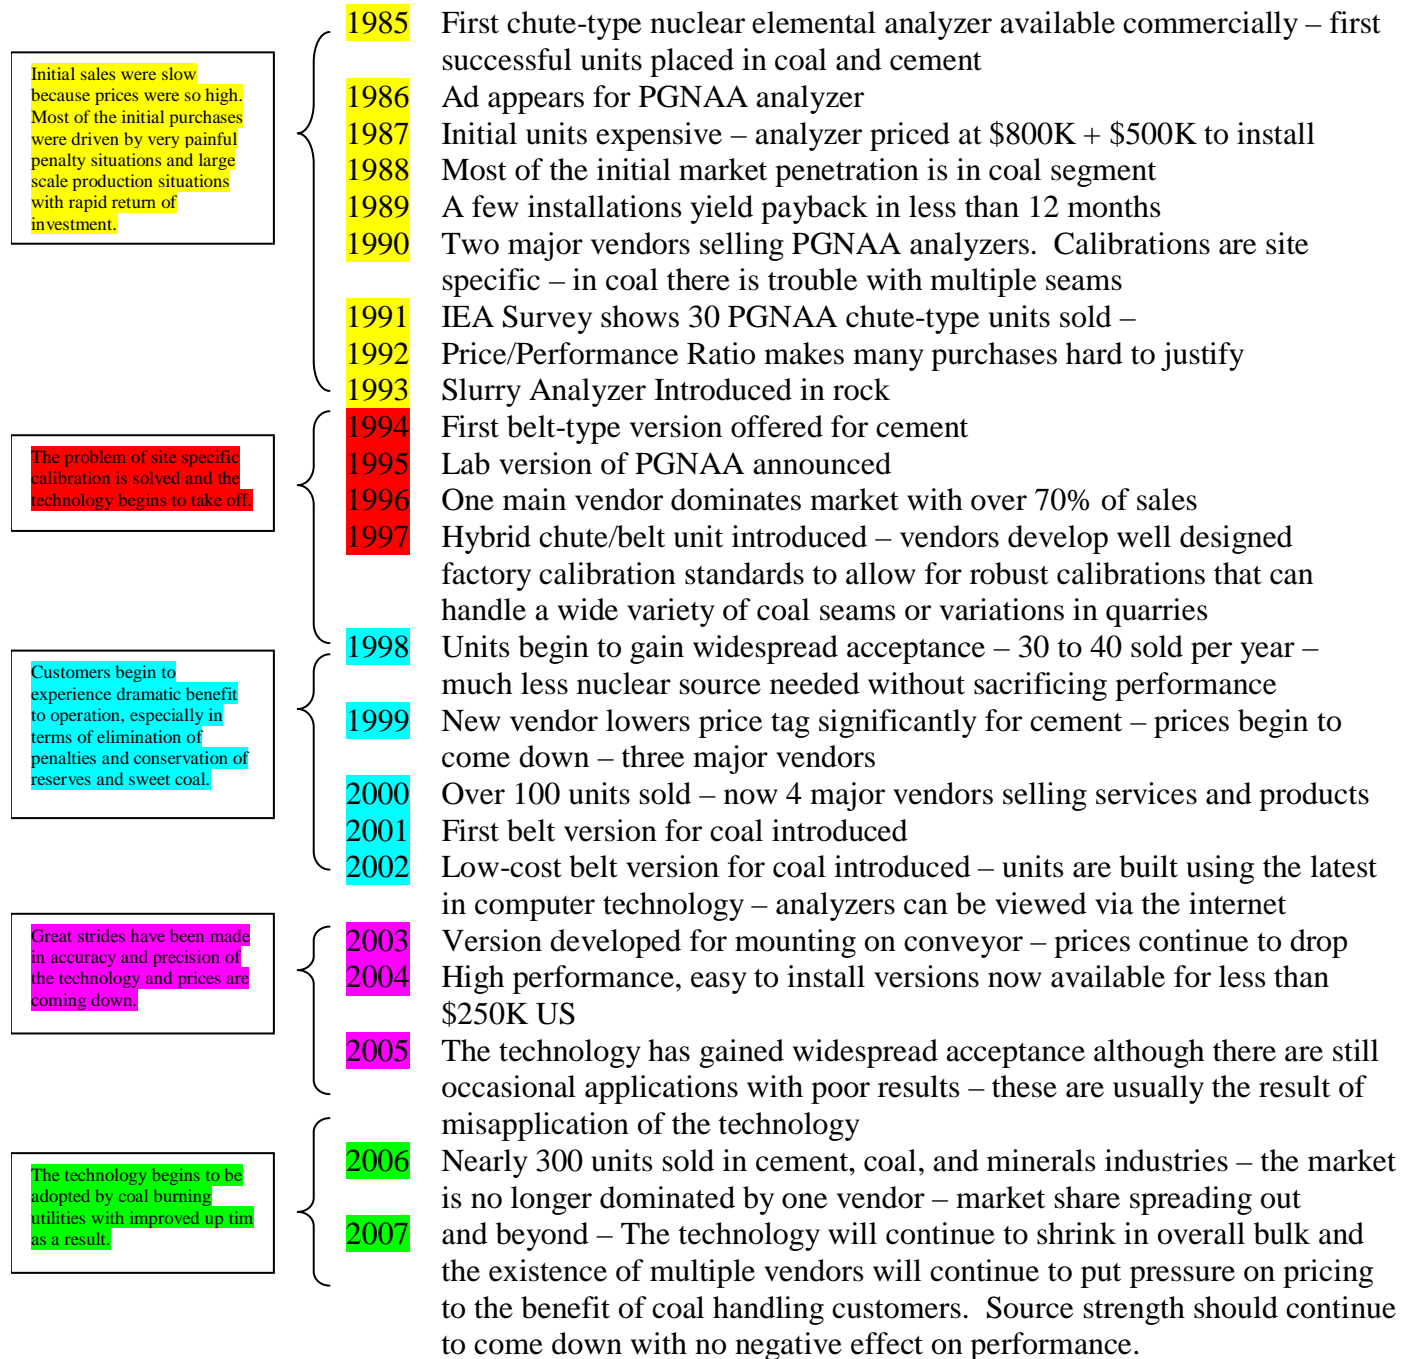 Initial sales were slow
because prices were so high.
Most of the initial purchases
were driven by very painful
penalty situations and large
scale production situations
with rapid return of
investment.
1985 First chute-type nuclear elemental analyzer available commercially – first
successful units placed in coal and cement
1986 Ad appears for PGNAA analyzer
1987 Initial units expensive – analyzer priced at $800K + $500K to install
1988 Most of the initial market penetration is in coal segment
1989 A few installations yield payback in less than 12 months
1990 Two major vendors selling PGNAA analyzers.  Calibrations are site
specific – in coal there is trouble with multiple seams
1991 IEA Survey shows 30 PGNAA chute-type units sold –
1992 Price/Performance Ratio makes many purchases hard to justify
1993 Slurry Analyzer Introduced in rock
The problem of site specific
calibration is solved and the
technology begins to take off.
1994 First belt-type version offered for cement
1995 Lab version of PGNAA announced
1996 One main vendor dominates market with over 70% of sales
1997 Hybrid chute/belt unit introduced – vendors develop well designed
factory calibration standards to allow for robust calibrations that can
handle a wide variety of coal seams or variations in quarries
Customers begin to
experience dramatic benefit
to operation, especially in
terms of elimination of
penalties and conservation of
reserves and sweet coal.
1998 Units begin to gain widespread acceptance – 30 to 40 sold per year –
much less nuclear source needed without sacrificing performance
1999 New vendor lowers price tag significantly for cement – prices begin to
come down – three major vendors
2000 Over 100 units sold – now 4 major vendors selling services and products
2001 First belt version for coal introduced
2002 Low-cost belt version for coal introduced – units are built using the latest
in computer technology – analyzers can be viewed via the internet
Great strides have been made
in accuracy and precision of
the technology and prices are
coming down.
2003 Version developed for mounting on conveyor – prices continue to drop
2004 High performance, easy to install versions now available for less than
$250K US
2005 The technology has gained widespread acceptance although there are still
occasional applications with poor results – these are usually the result of
misapplication of the technology
The technology begins to be
adopted by coal burning
utilities with improved up tim
as a result.
2006 Nearly 300 units sold in cement, coal, and minerals industries – the market
is no longer dominated by one vendor – market share spreading out
2007 and beyond – The technology will continue to shrink in overall bulk and
the existence of multiple vendors will continue to put pressure on pricing
to the benefit of coal handling customers.  Source strength should continue
to come down with no negative effect on performance.